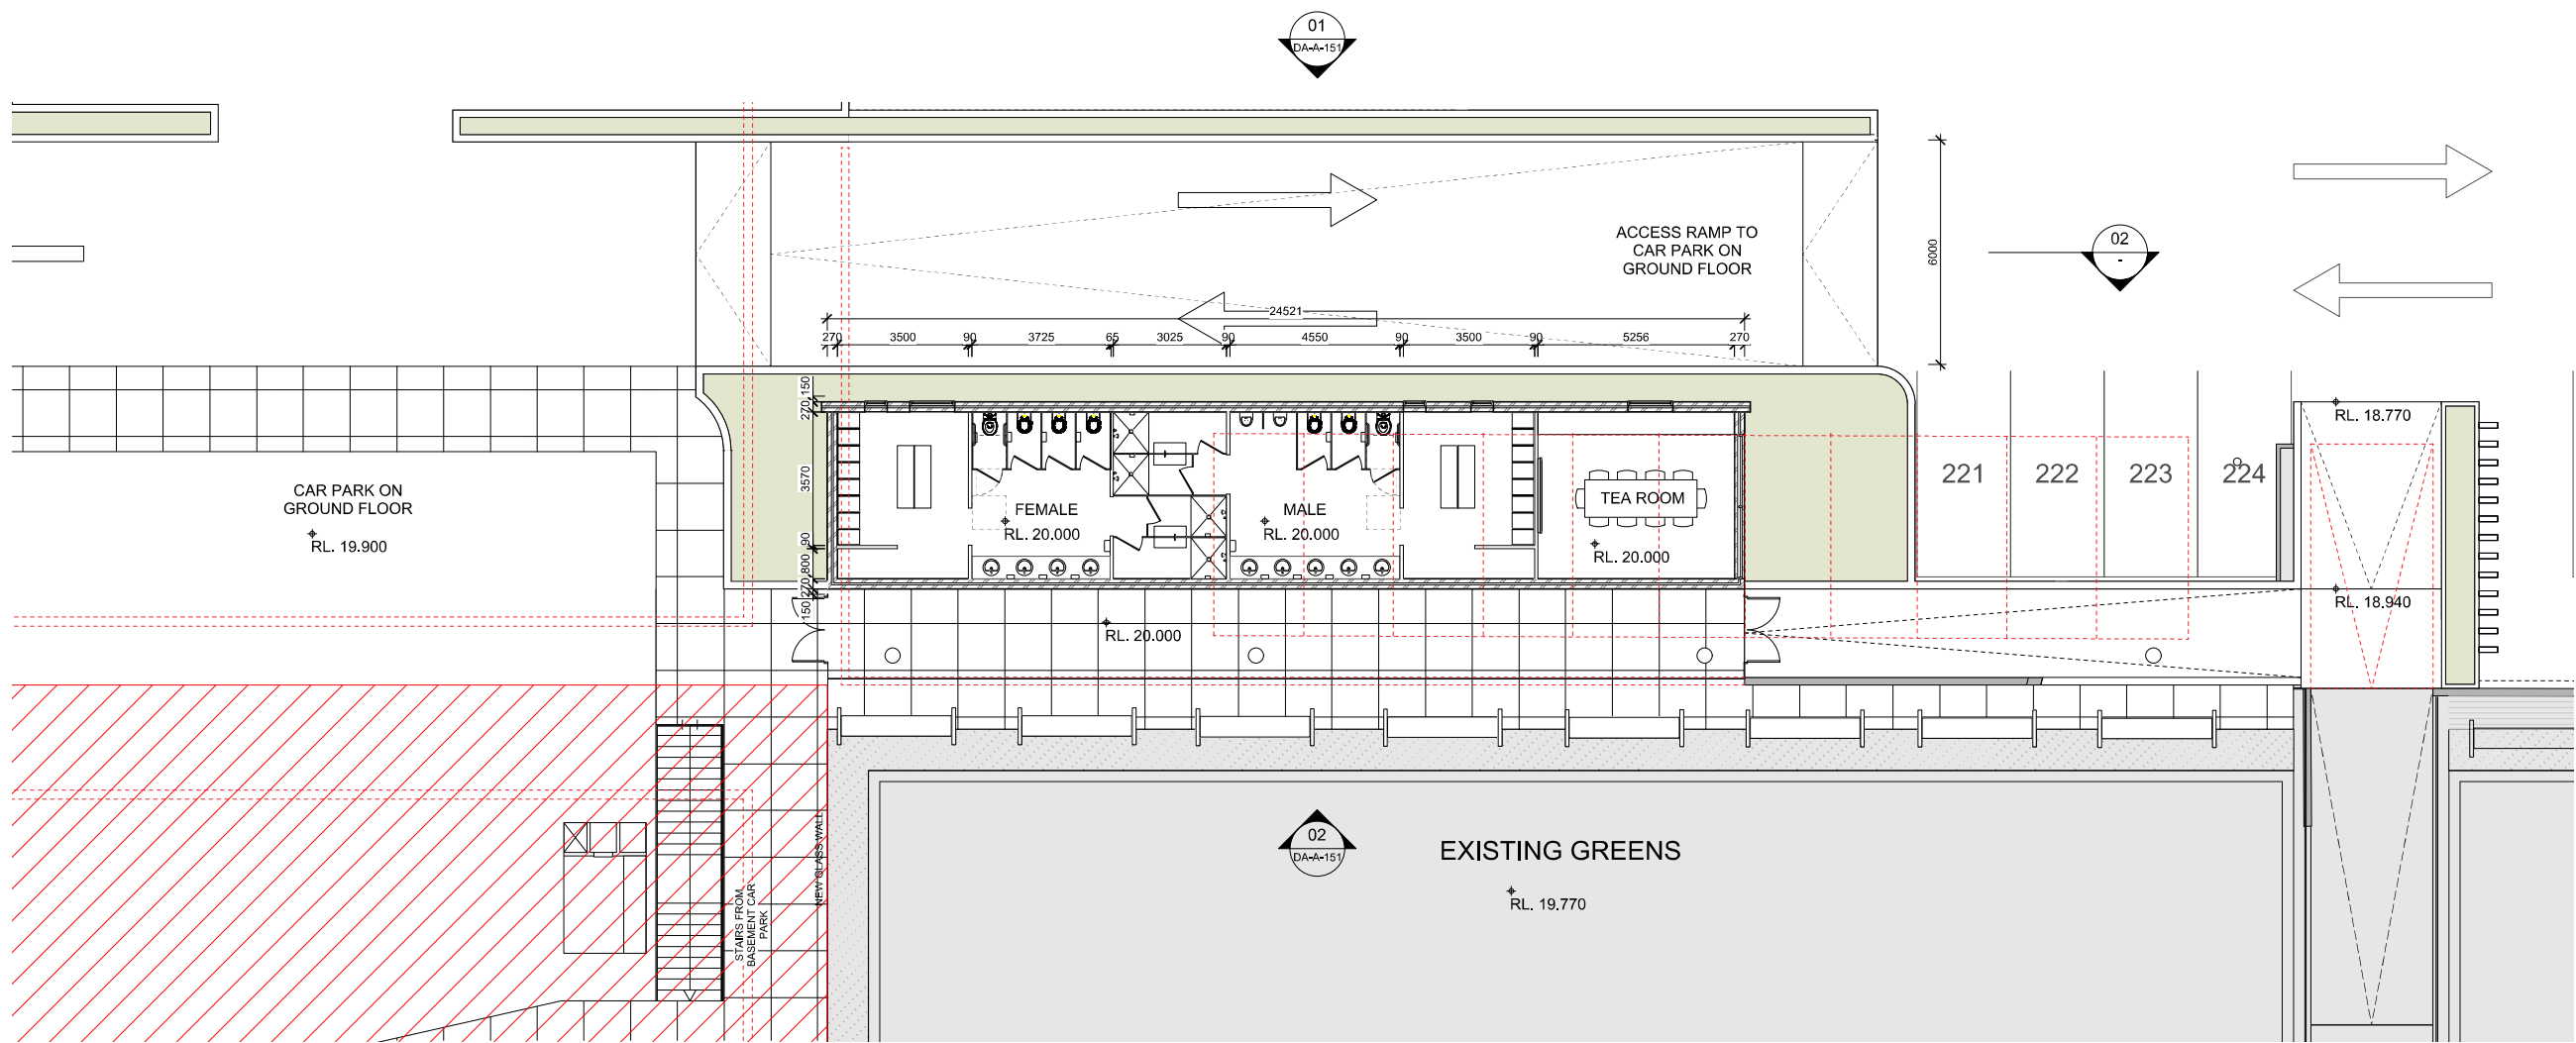 01
DA-A-151
ACCESS RAMP TO
CAR PARK ON
GROUND FLOOR
6000
02
-
24521
270
3500
90
3725
65
3025
90
4550
90
3500
90
5256
270
150
270
3570
90
800
270
150
RL. 18.770
221
222
223
224
CAR PARK ON
GROUND FLOOR
RL. 19.900
FEMALE
RL. 20.000
MALE
RL. 20.000
TEA ROOM
RL. 20.000
RL. 18.940
RL. 20.000
NEW GLASS WALL
STAIRS FROM
BASEMENT CAR
PARK
02
DA-A-151
EXISTING GREENS
RL. 19.770